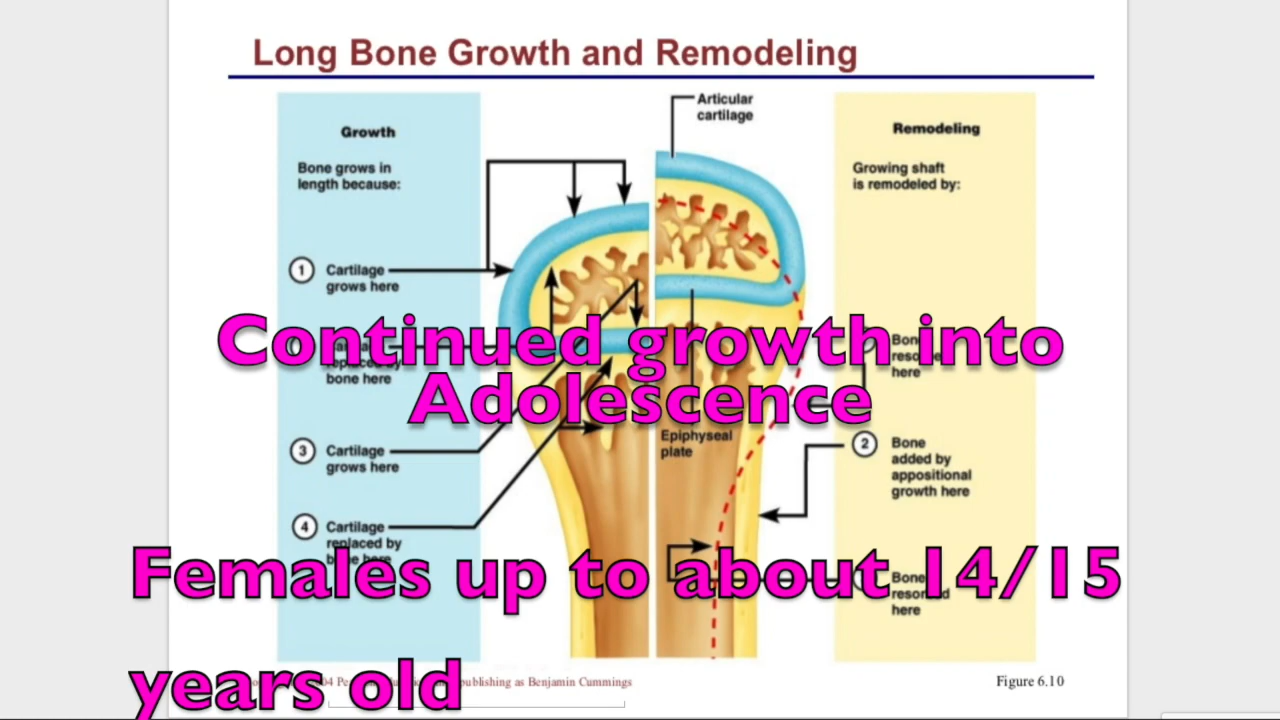 Long Bone Growth and Remodeling
Articular
cartilage
Growth
Bone grows in
length because:
1 Cartilage
grows here
bone here
3 Cartilage
grows here
4 Cartilage
replaced by
Remodeling
Growing shaft
is remodeled by:
here
2 Bone
added by
appositional
growth here
Bone
here
Epiphyseal
plate
Continued growth into
Adolescence
Females up to about 14/15
years old
publishing as Benjamin Cummings
Figure 6.10